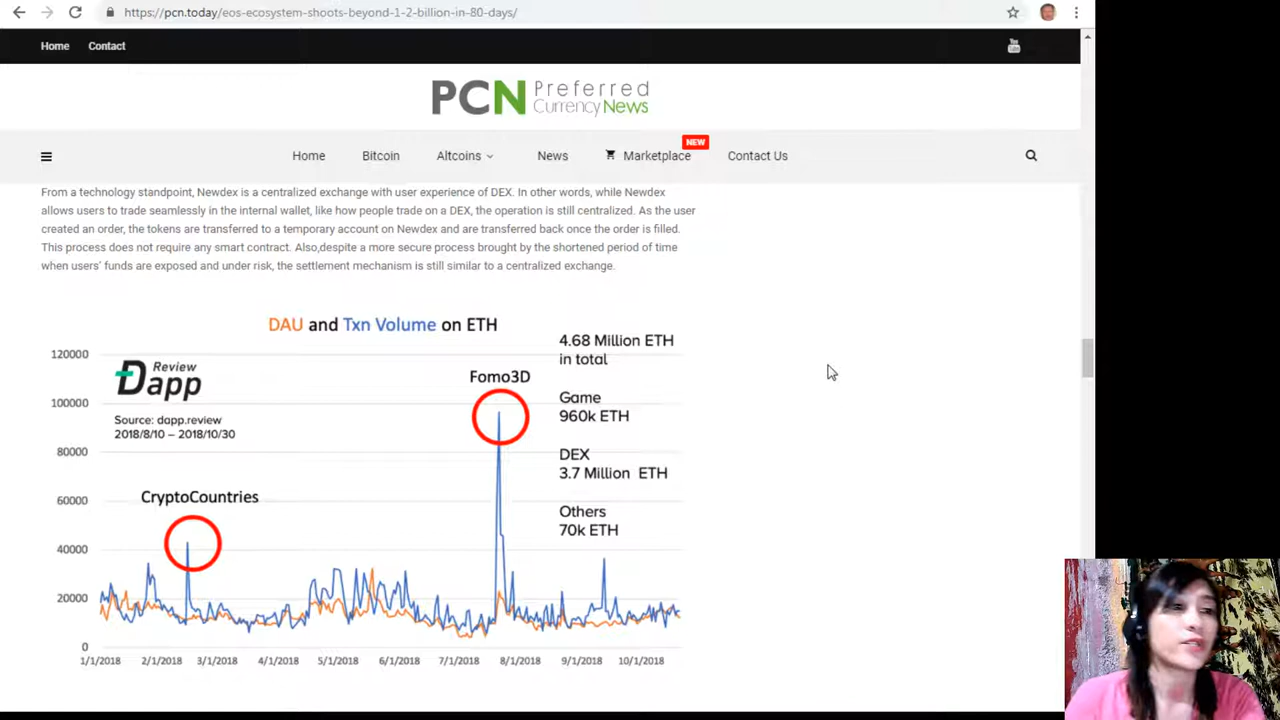 https://pcn.today/eos-ecosystem-shoots-beyond-1-2-billion-in-80-days/
Home Contact
You
PCN Preferred
Currency News
NEW
Home Bitcoin Altcoins News Marketplace Contact Us
From a technology standpoint, Newdex is a centralized exchange with user experience of DEX. In other words, while Newdex
allows users to trade seamlessly in the internal wallet, like how people trade on a DEX, the operation is still centralized. As the user
created an order, the tokens are transferred to a temporary account on Newdex and are transferred back once the order is filled.
This process does not require any smart contract. Also,despite a more secure process brought by the shortened period of time
when users' funds are exposed and under risk, the settlement mechanism is still similar to a centralized exchange.
DAU and Txn Volume on ETH
4.68 Million ETH
in total
Game
960k ETH
DEX
3.7 Million ETH
Others
70k ETH
Review
Dapp
Source: dapp.review
2018/8/10 – 2018/10/30
Fomo3D
CryptoCountries
120000
100000
80000
60000
40000
20000
0
1/1/2018 2/1/2018 3/1/2018 4/1/2018 5/1/2018 6/1/2018 7/1/2018 8/1/2018 9/1/2018 10/1/2018